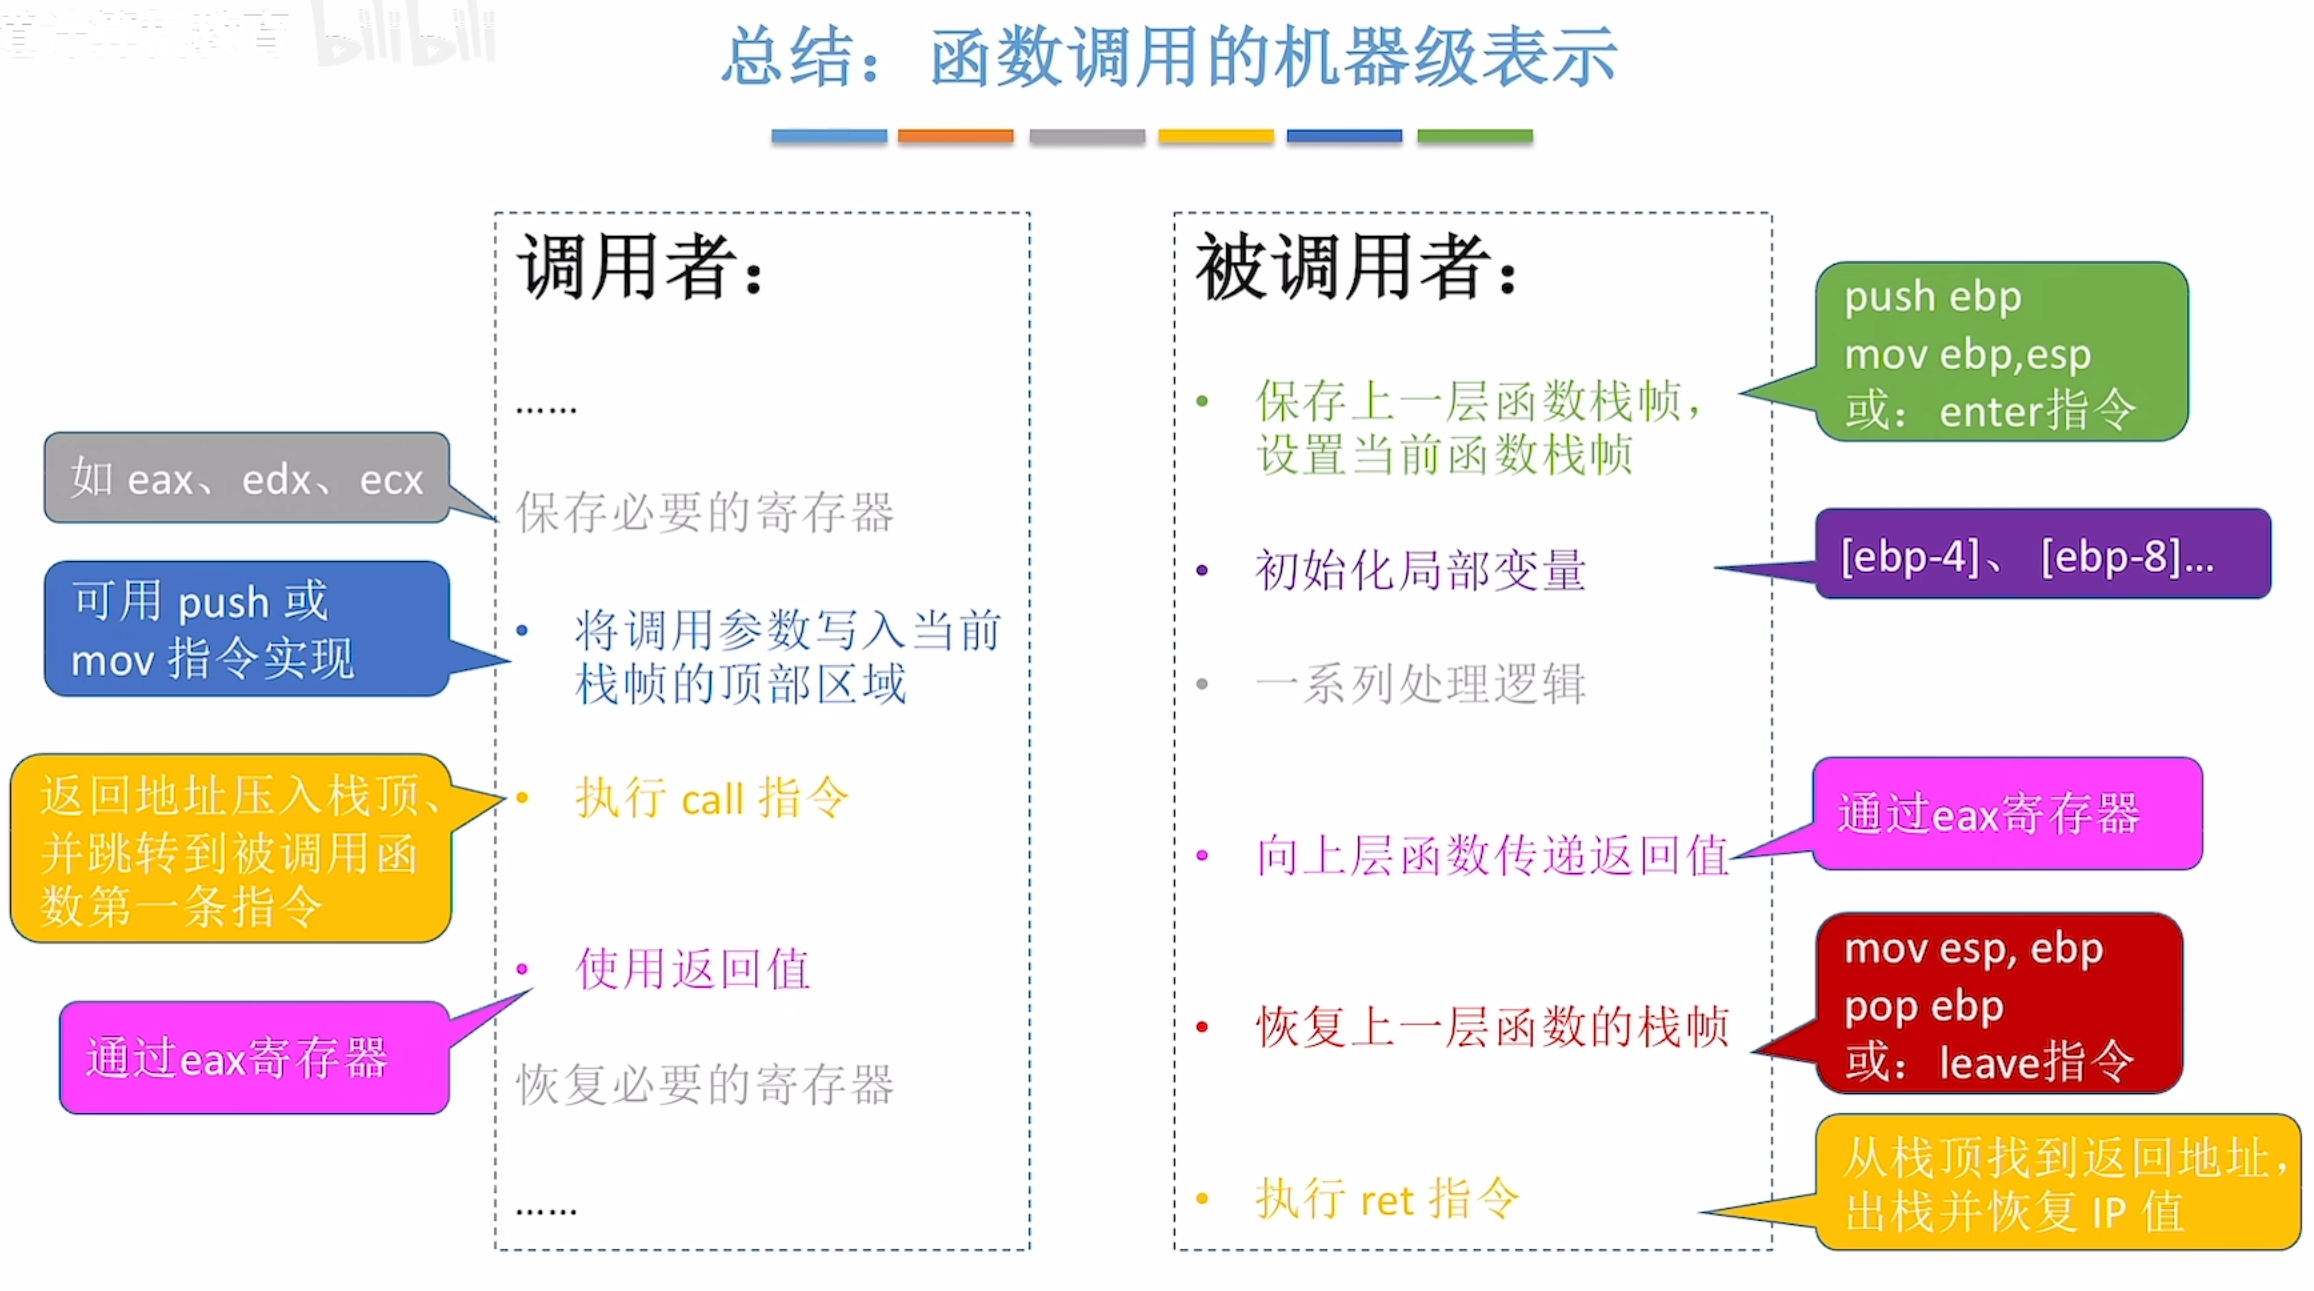 bilibili
总结：函数调用的机器级表示
调用者：
……
如 eax、edx、ecx
保存必要的寄存器
可用 push 或
mov 指令实现
将调用参数写入当前
栈帧的顶部区域
返回地址压入栈顶、
并跳转到被调用函
数第一条指令
执行 call 指令
使用返回值
通过eax寄存器
恢复必要的寄存器
……
被调用者：
push ebp
mov ebp,esp
或：enter指令
保存上一层函数栈帧，
设置当前函数栈帧
初始化局部变量
[ebp-4]、 [ebp-8]...
一系列处理逻辑
向上层函数传递返回值
通过eax寄存器
mov esp, ebp
pop ebp
或：leave指令
恢复上一层函数的栈帧
执行 ret 指令
从栈顶找到返回地址，
出栈并恢复 IP 值